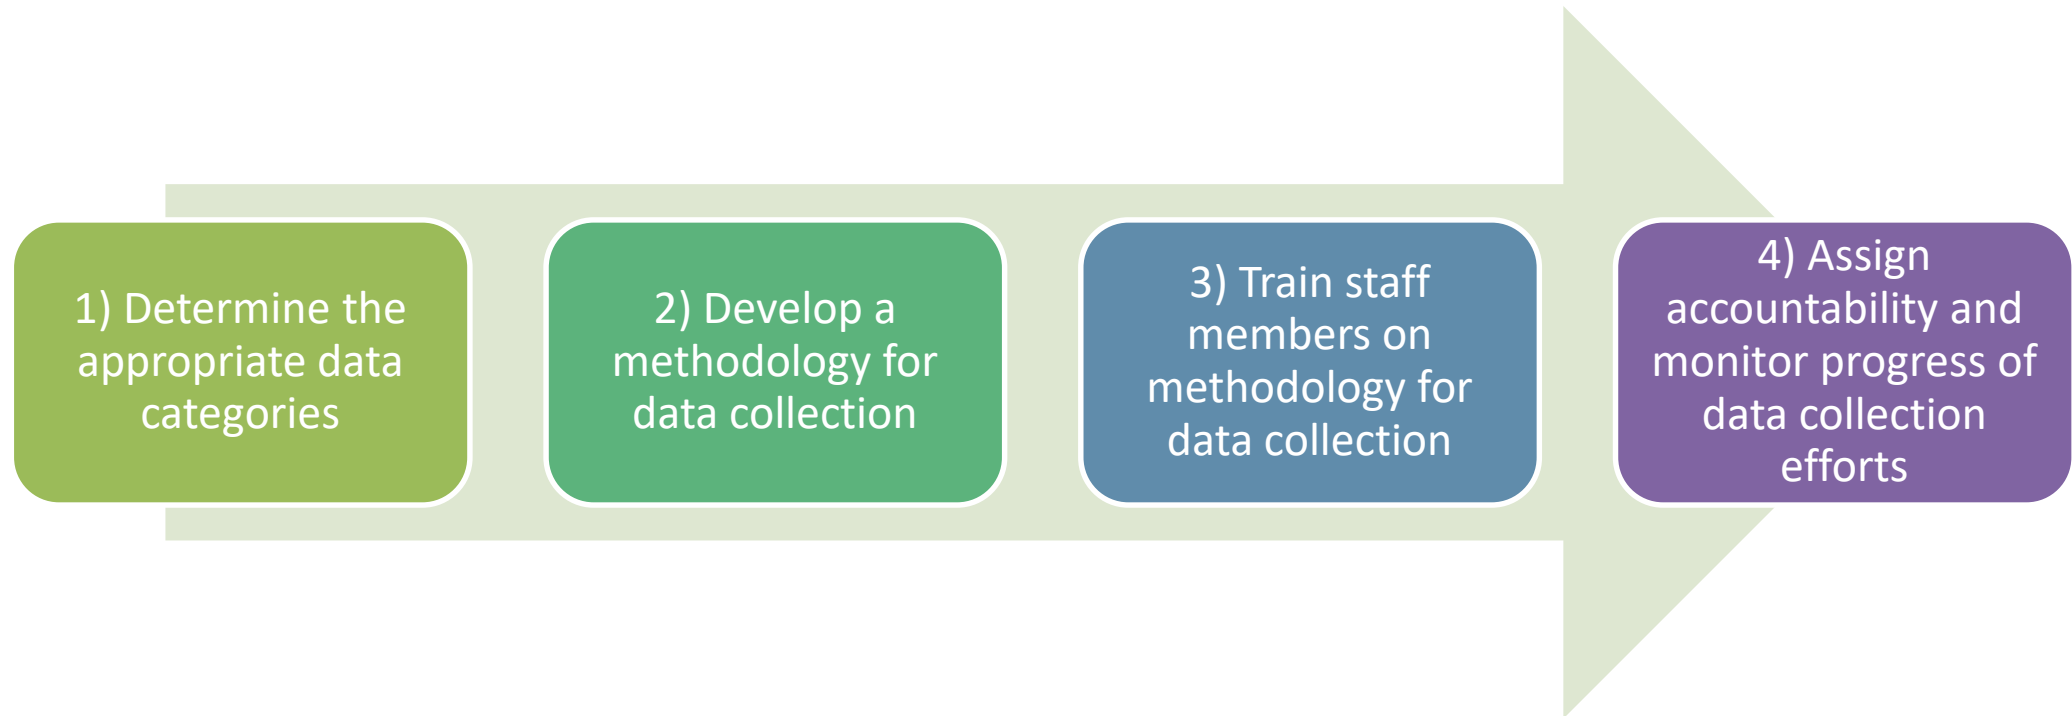 1) Determine the
appropriate data
categories
2) Develop a
methodology for
data collection
3) Train staff
members on
methodology for
data collection
4) Assign
accountability and
monitor progress of
data collection
efforts